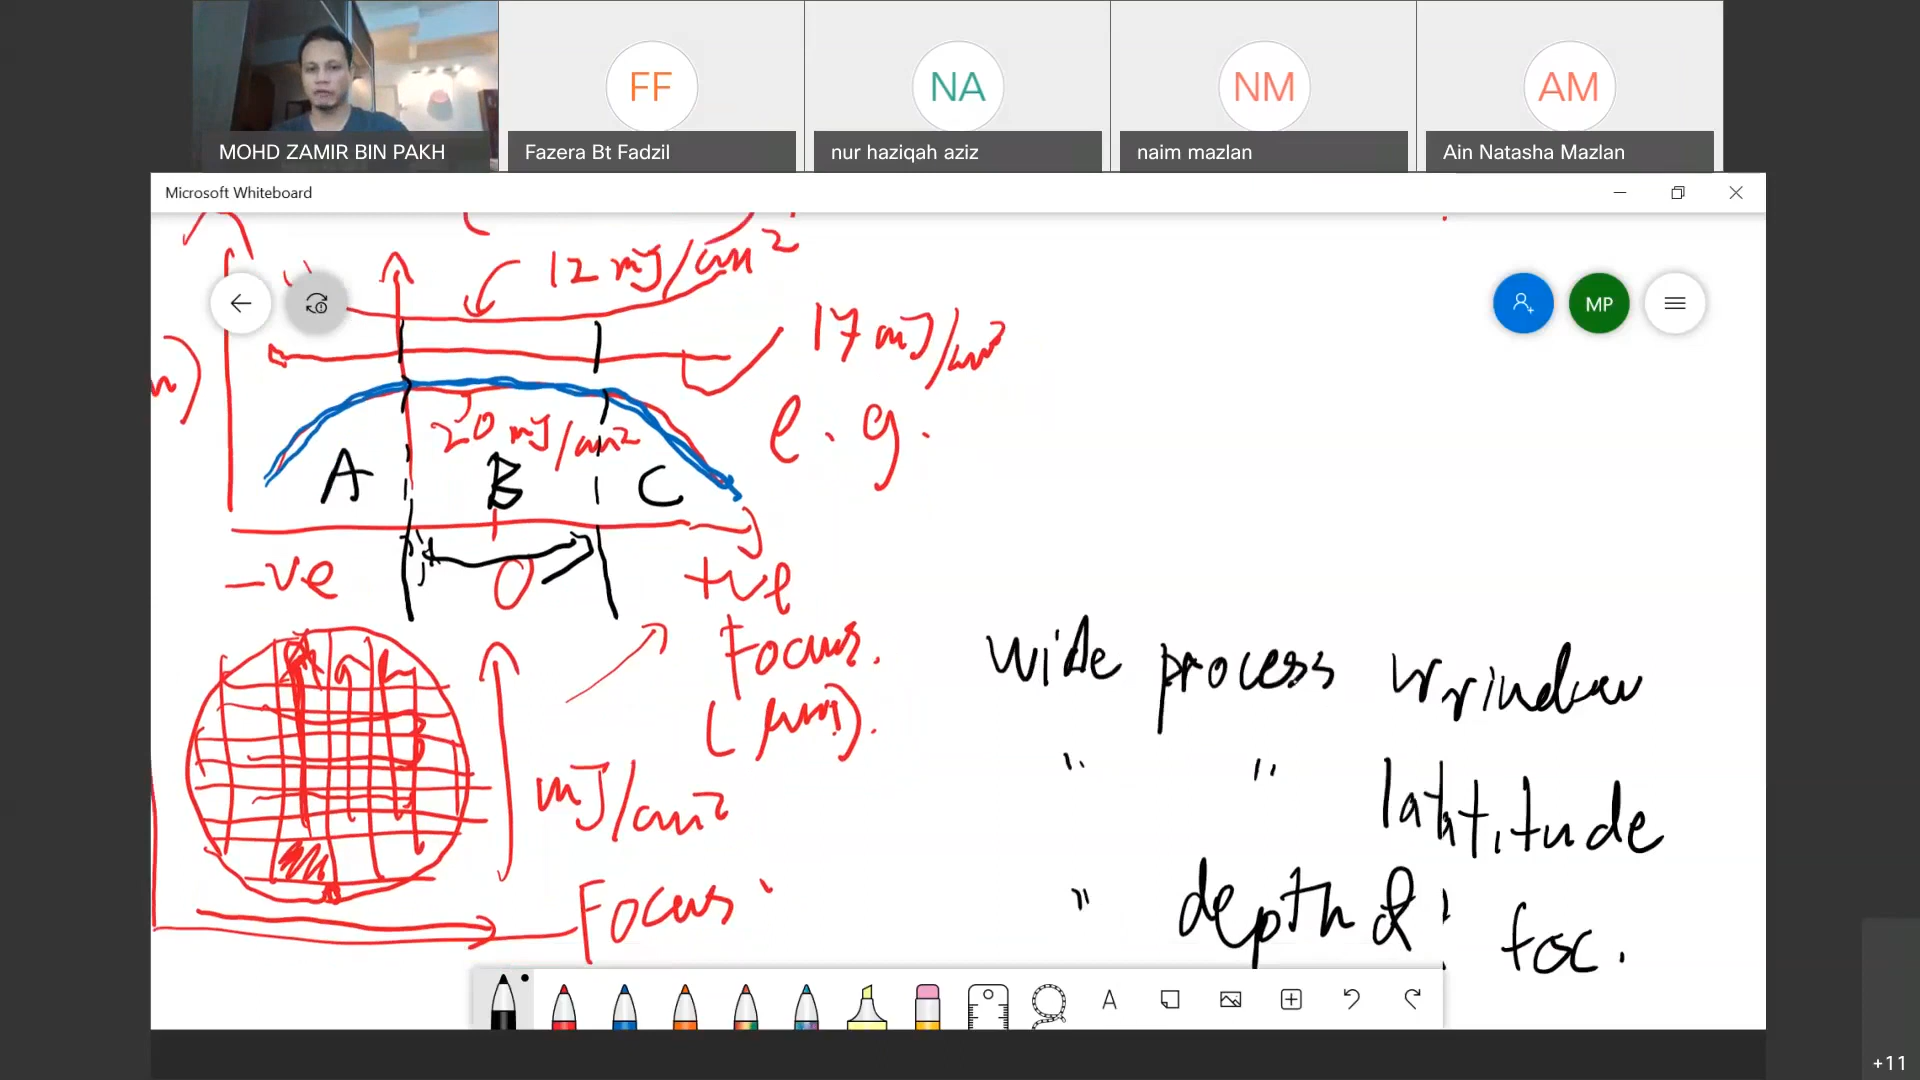 FF
NA
NM
AM
MOHD ZAMIR BIN PAKH
Fazera Bt Fadzil
nur haziqah aziz
naim mazlan
Ain Natasha Mazlan
Microsoft Whiteboard
MP
12 mJ/cm²
17 mJ/cm²
20 mJ/cm²
e.g.
A B C
-ve 0 +ve
Focus.
(μm).
wide process window
" " latitude
" depth of foc.
mJ/cm²
Focus
A
+11